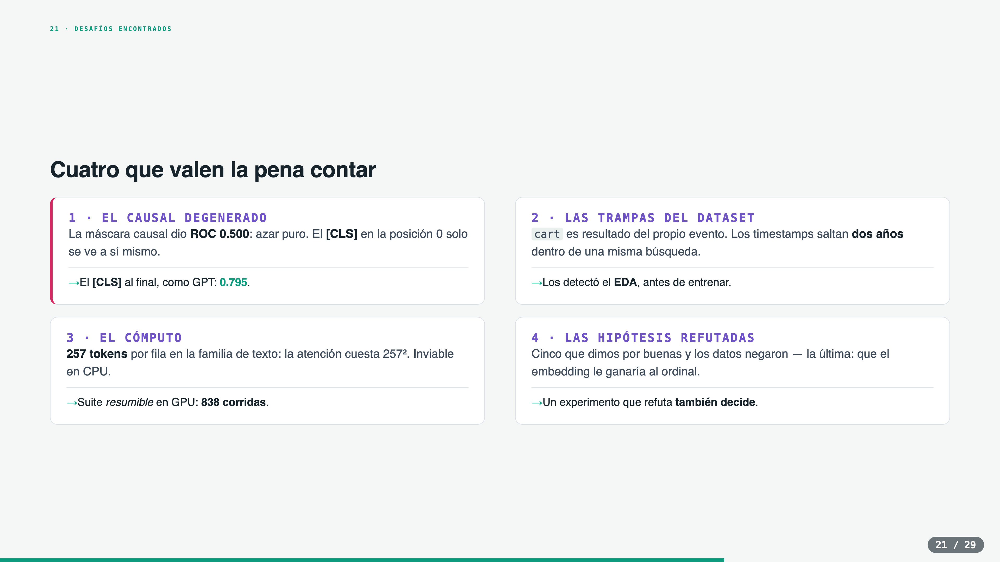 21 · DESAFÍOS ENCONTRADOS
Cuatro que valen la pena contar
1 · EL CAUSAL DEGENERADO
La máscara causal dio ROC 0.500: azar puro. El [CLS] en la posición 0 solo
se ve a sí mismo.
→El [CLS] al final, como GPT: 0.795.
2 · LAS TRAMPAS DEL DATASET
cart es resultado del propio evento. Los timestamps saltan dos años
dentro de una misma búsqueda.
→Los detectó el EDA, antes de entrenar.
3 · EL CÓMPUTO
257 tokens por fila en la familia de texto: la atención cuesta 257². Inviable
en CPU.
→Suite resumible en GPU: 838 corridas.
4 · LAS HIPÓTESIS REFUTADAS
Cinco que dimos por buenas y los datos negaron — la última: que el
embedding le ganaría al ordinal.
→Un experimento que refuta también decide.
21 / 29